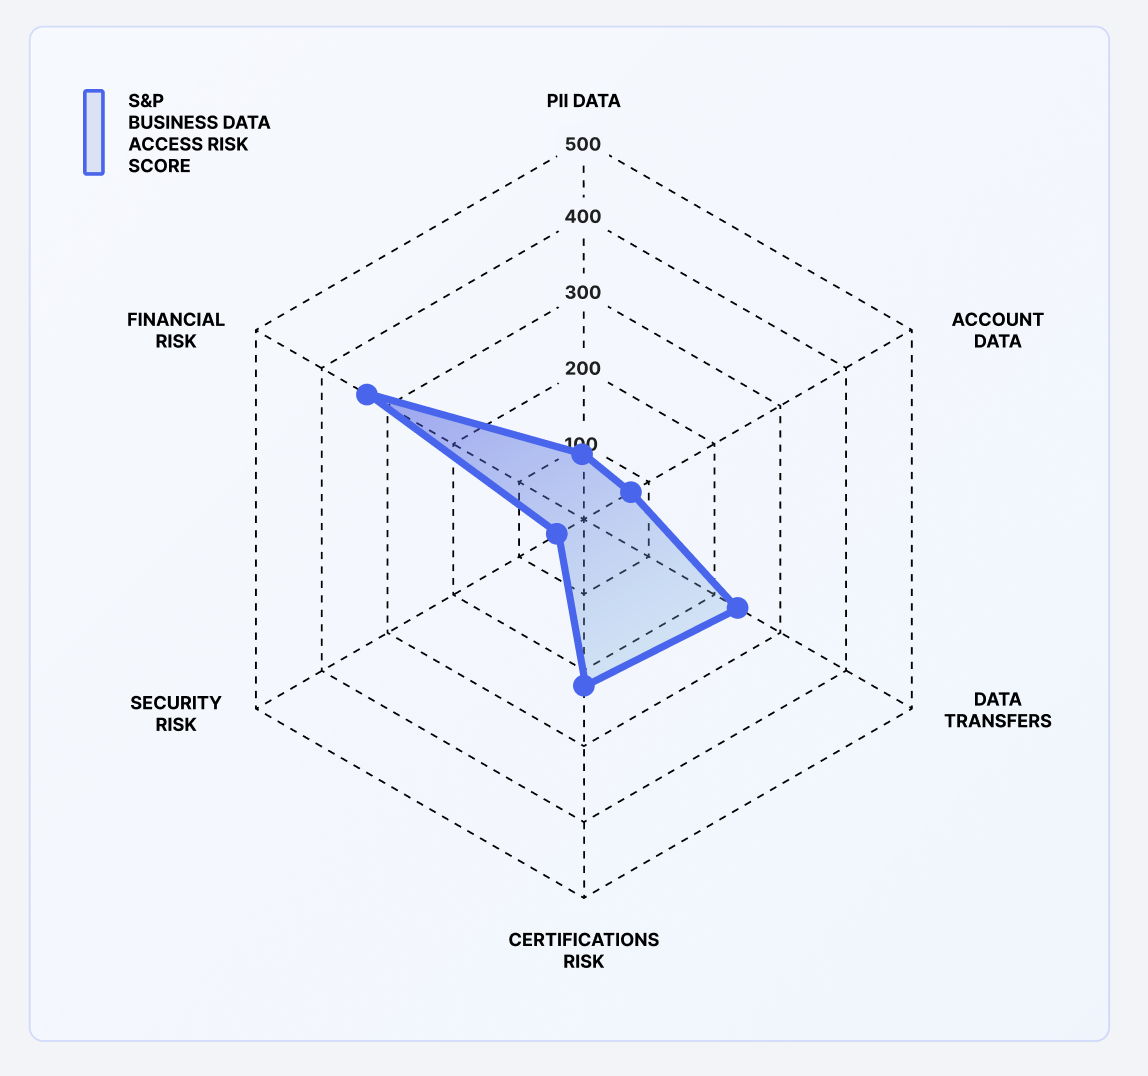 S&P
BUSINESS DATA
ACCESS RISK
SCORE
PII DATA
500
400
300
200
100
FINANCIAL
RISK
ACCOUNT
DATA
SECURITY
RISK
DATA
TRANSFERS
CERTIFICATIONS
RISK